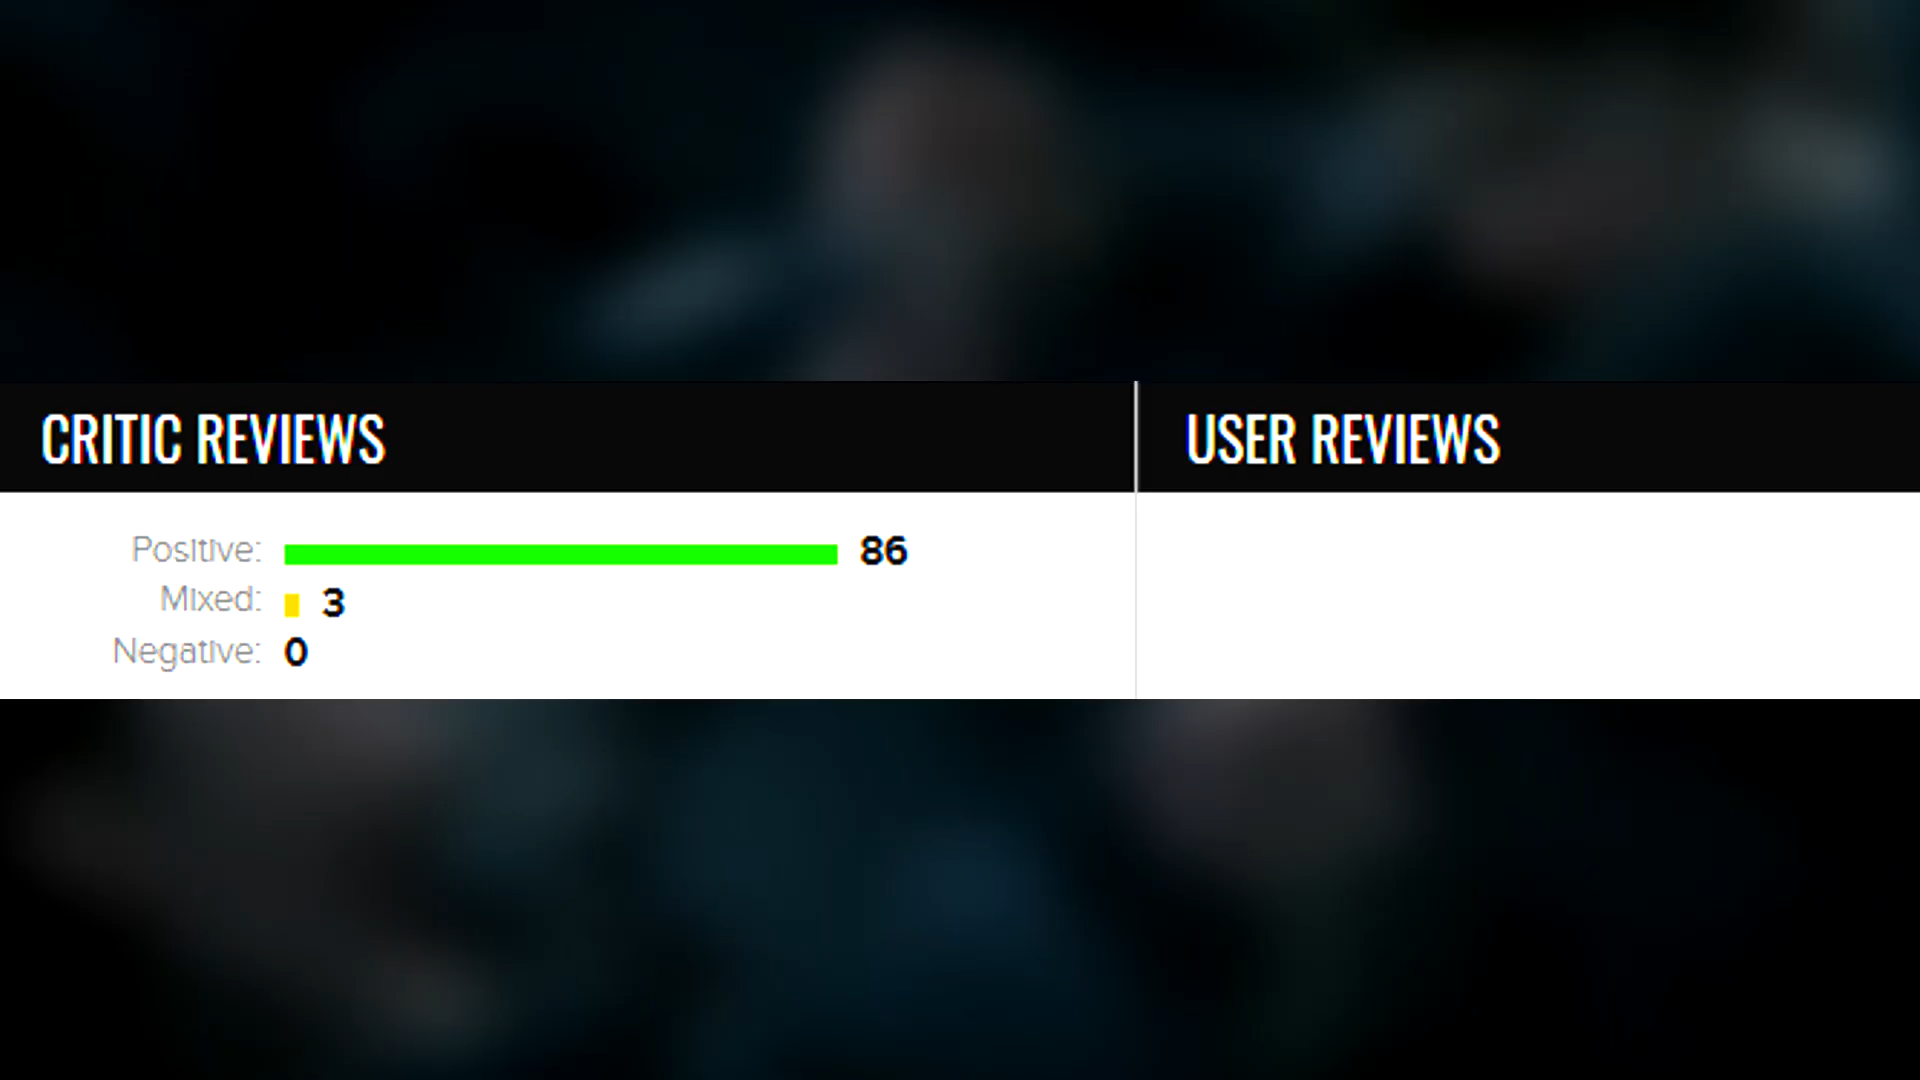 CRITIC REVIEWS
USER REVIEWS
Positive: 86
Mixed: 3
Negative: 0